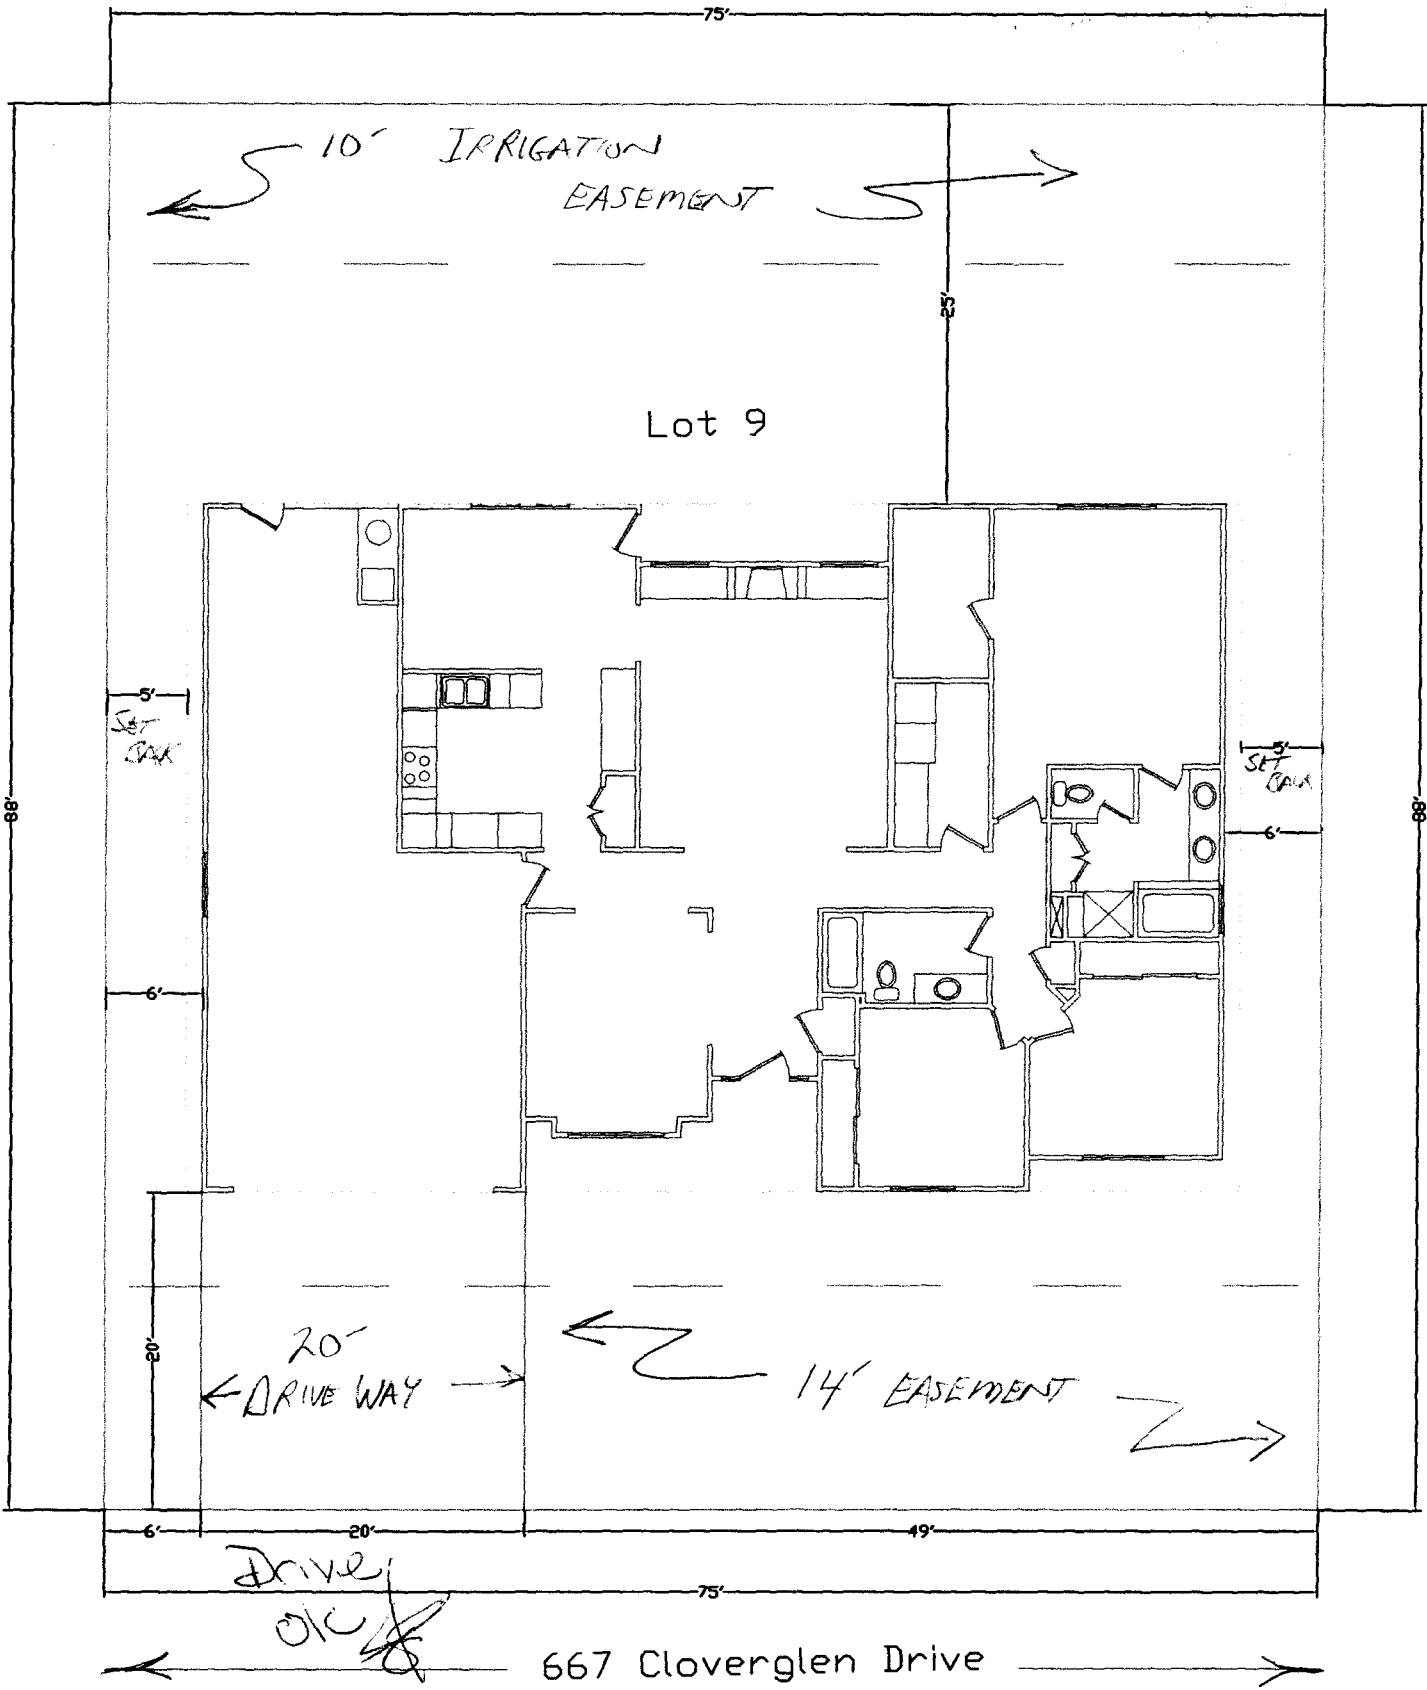 75'
10' IRRIGATION
EASEMENT
25'
Lot 9
5'
SET
BACK
5'
SET
BACK
88'
88'
6'
6'
20'
20'
DRIVE WAY
14' EASEMENT
6'
20'
49'
Drive
O/C
75'
667 Cloverglen Drive